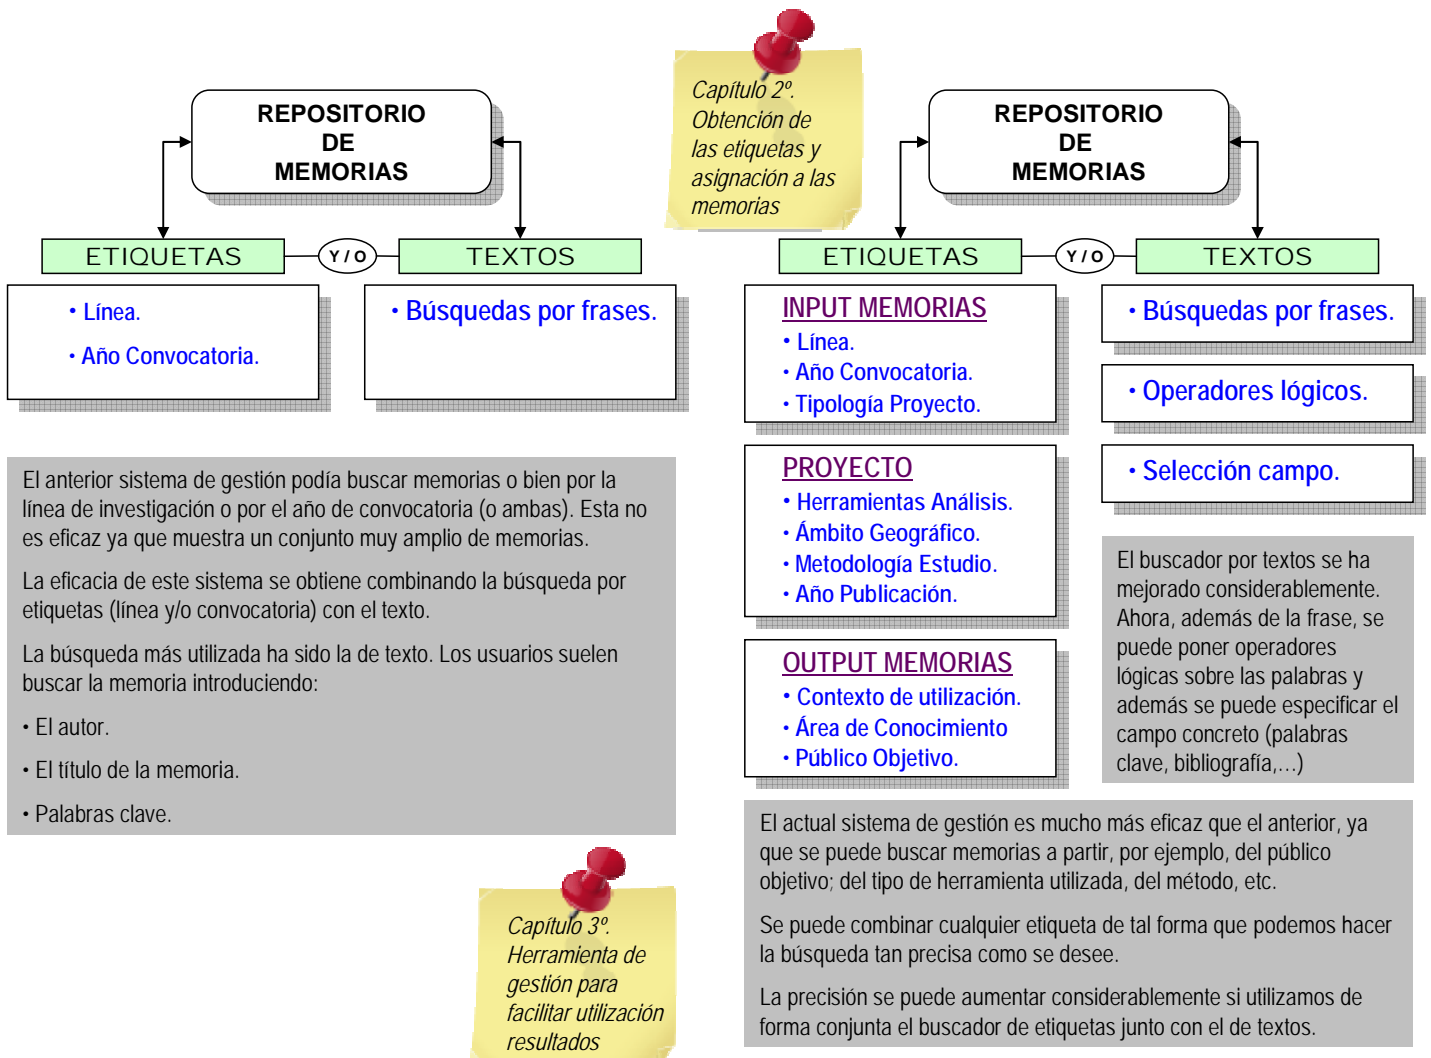 REPOSITORIO
DE
MEMORIAS
ETIQUETAS
Y / O
TEXTOS
• Línea.
• Año Convocatoria.
• Búsquedas por frases.
El anterior sistema de gestión podía buscar memorias o bien por la
línea de investigación o por el año de convocatoria (o ambas). Esta no
es eficaz ya que muestra un conjunto muy amplio de memorias.
La eficacia de este sistema se obtiene combinando la búsqueda por
etiquetas (línea y/o convocatoria) con el texto.
La búsqueda más utilizada ha sido la de texto. Los usuarios suelen
buscar la memoria introduciendo:
• El autor.
• El título de la memoria.
• Palabras clave.
Capítulo 2º.
Obtención de
las etiquetas y
asignación a las
memorias
REPOSITORIO
DE
MEMORIAS
ETIQUETAS
Y / O
TEXTOS
INPUT MEMORIAS
• Línea.
• Año Convocatoria.
• Tipología Proyecto.
PROYECTO
• Herramientas Análisis.
• Ámbito Geográfico.
• Metodología Estudio.
• Año Publicación.
OUTPUT MEMORIAS
• Contexto de utilización.
• Área de Conocimiento
• Público Objetivo.
• Búsquedas por frases.
• Operadores lógicos.
• Selección campo.
El buscador por textos se ha
mejorado considerablemente.
Ahora, además de la frase, se
puede poner operadores
lógicas sobre las palabras y
además se puede especificar el
campo concreto (palabras
clave, bibliografía,...)
El actual sistema de gestión es mucho más eficaz que el anterior, ya
que se puede buscar memorias a partir, por ejemplo, del público
objetivo; del tipo de herramienta utilizada, del método, etc.
Se puede combinar cualquier etiqueta de tal forma que podemos hacer
la búsqueda tan precisa como se desee.
La precisión se puede aumentar considerablemente si utilizamos de
forma conjunta el buscador de etiquetas junto con el de textos.
Capítulo 3º.
Herramienta de
gestión para
facilitar utilización
resultados